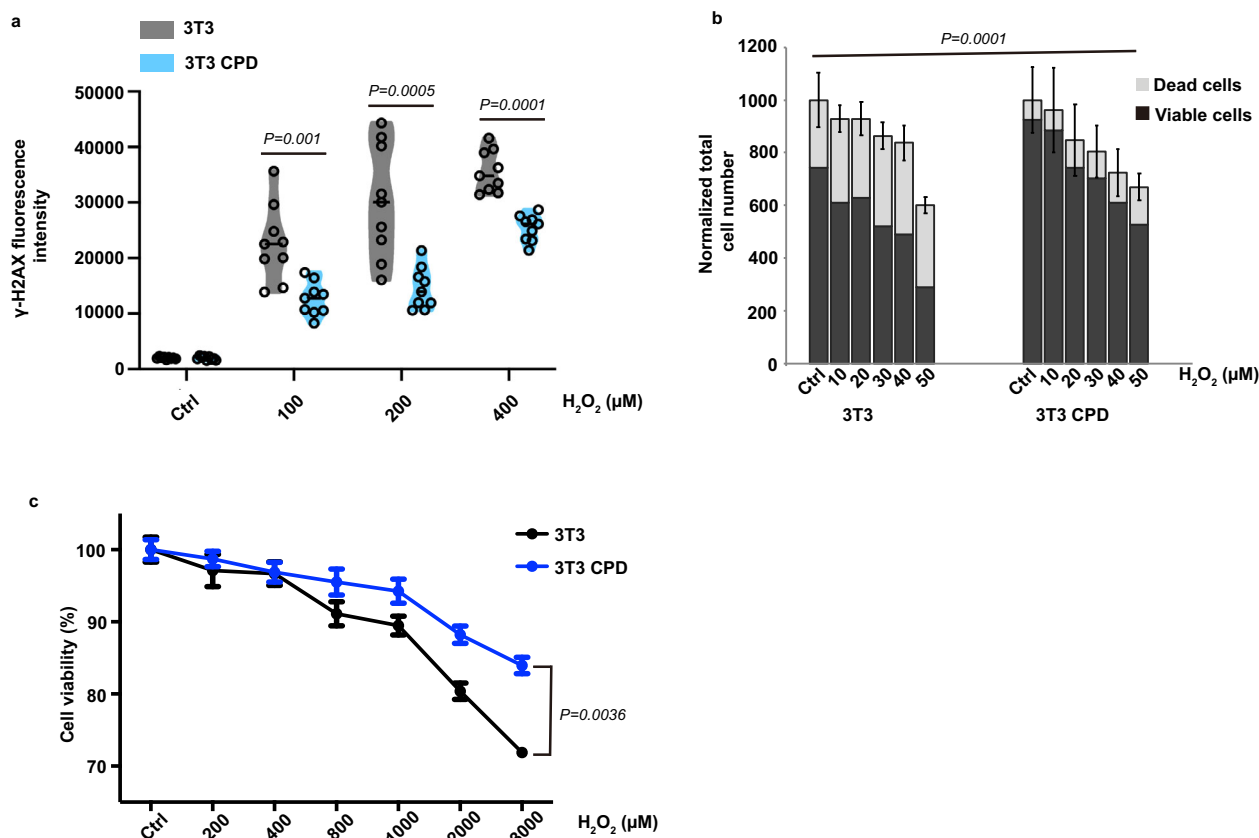 a
3T3
3T3 CPD
50000
40000
30000
20000
10000
0
γ-H2AX fluorescence
intensity
P=0.001
P=0.0005
P=0.0001
Ctrl
100
200
400
H₂O₂ (µM)
b
P=0.0001
1200
1000
800
600
400
200
0
Normalized total
cell number
Dead cells
Viable cells
Ctrl 10 20 30 40 50
Ctrl 10 20 30 40 50
H₂O₂ (µM)
3T3
3T3 CPD
c
100
90
80
70
Cell viability (%)
3T3
3T3 CPD
P=0.0036
Ctrl
200
400
800
1000
2000
3000
H₂O₂ (µM)